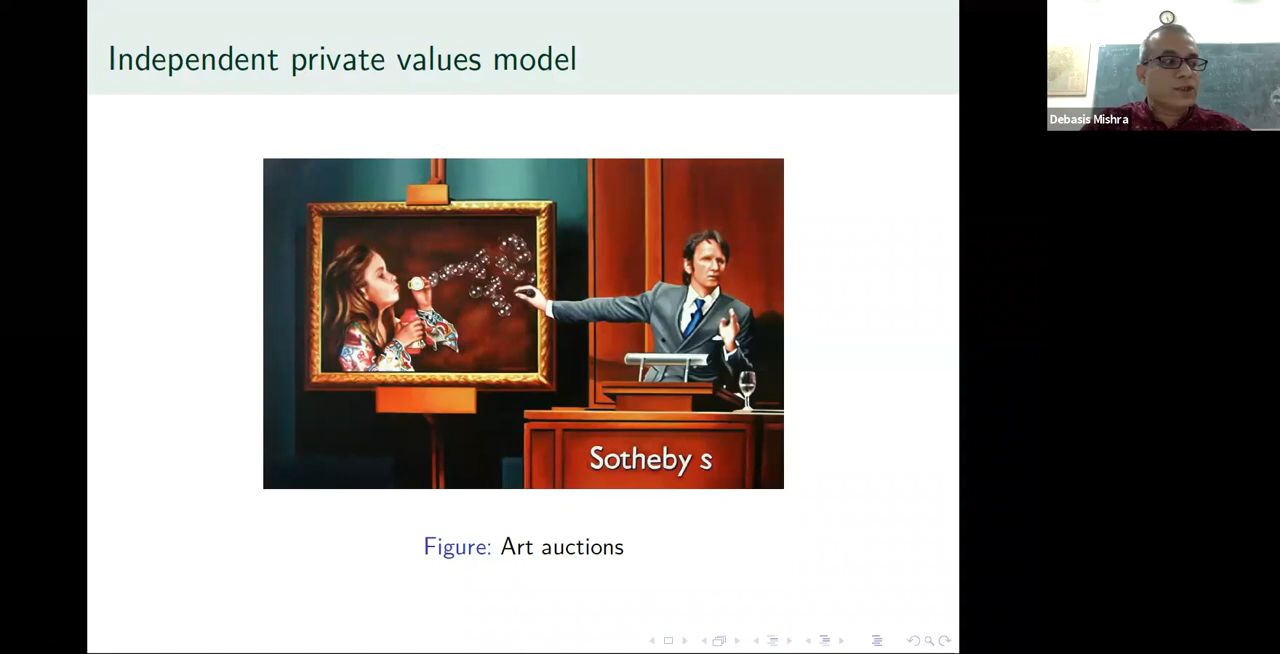 Independent private values model
Debasis Mishra
Sotheby s
Figure: Art auctions